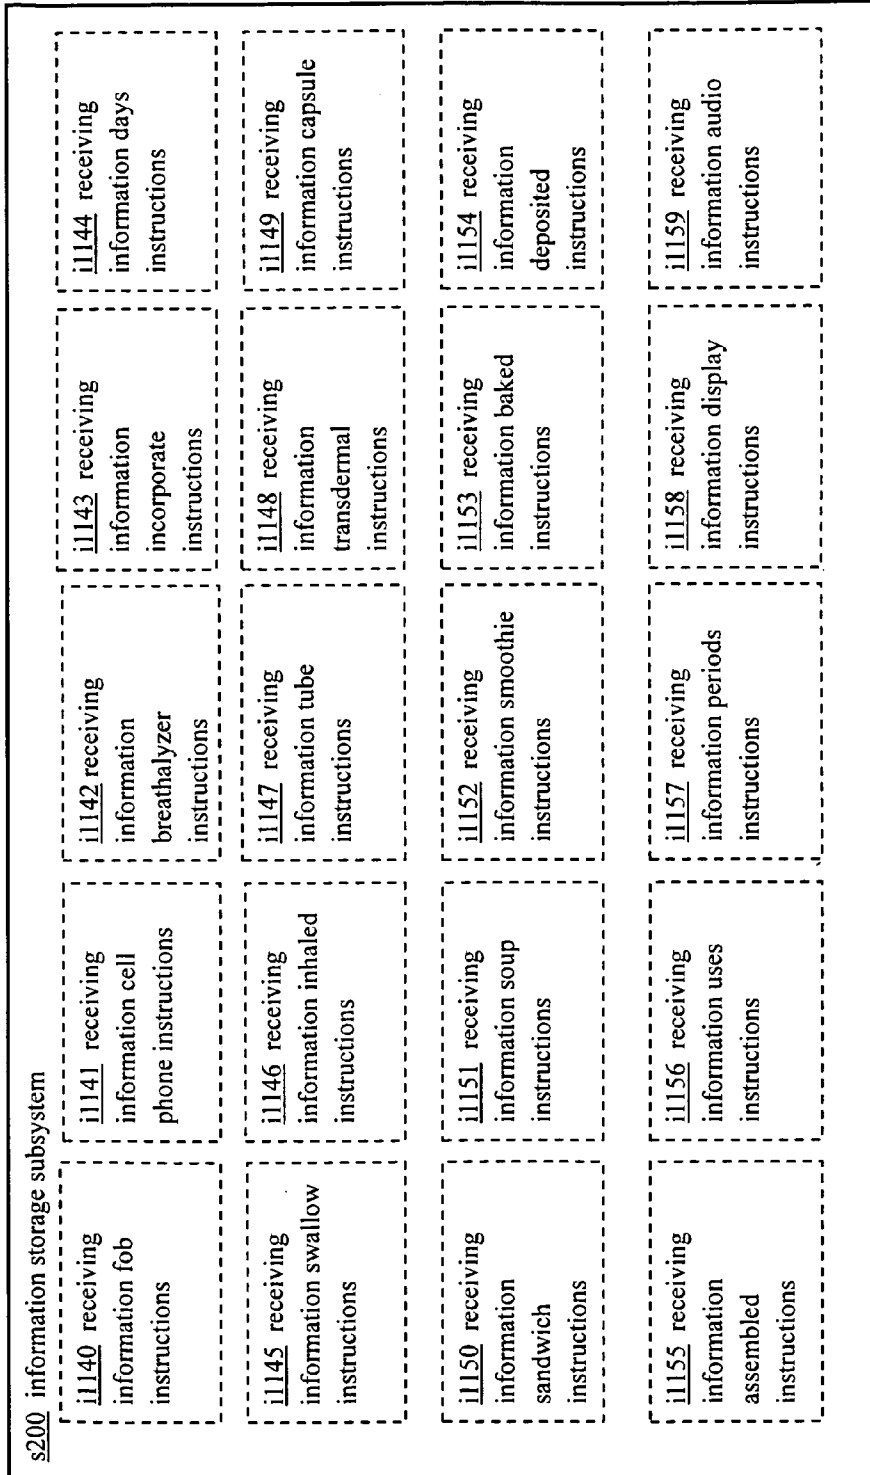 s200 information storage subsystem
i1140 receiving
information fob
instructions
i1141 receiving
information cell
phone instructions
i1142 receiving
information
breathalyzer
instructions
i1143 receiving
information
incorporate
instructions
i1144 receiving
information days
instructions
i1145 receiving
information swallow
instructions
i1146 receiving
information inhaled
instructions
i1147 receiving
information tube
instructions
i1148 receiving
information
transdermal
instructions
i1149 receiving
information capsule
instructions
i1150 receiving
information
sandwich
instructions
i1151 receiving
information soup
instructions
i1152 receiving
information smoothie
instructions
i1153 receiving
information baked
instructions
i1154 receiving
information
deposited
instructions
i1155 receiving
information
assembled
instructions
i1156 receiving
information uses
instructions
i1157 receiving
information periods
instructions
i1158 receiving
information display
instructions
i1159 receiving
information audio
instructions